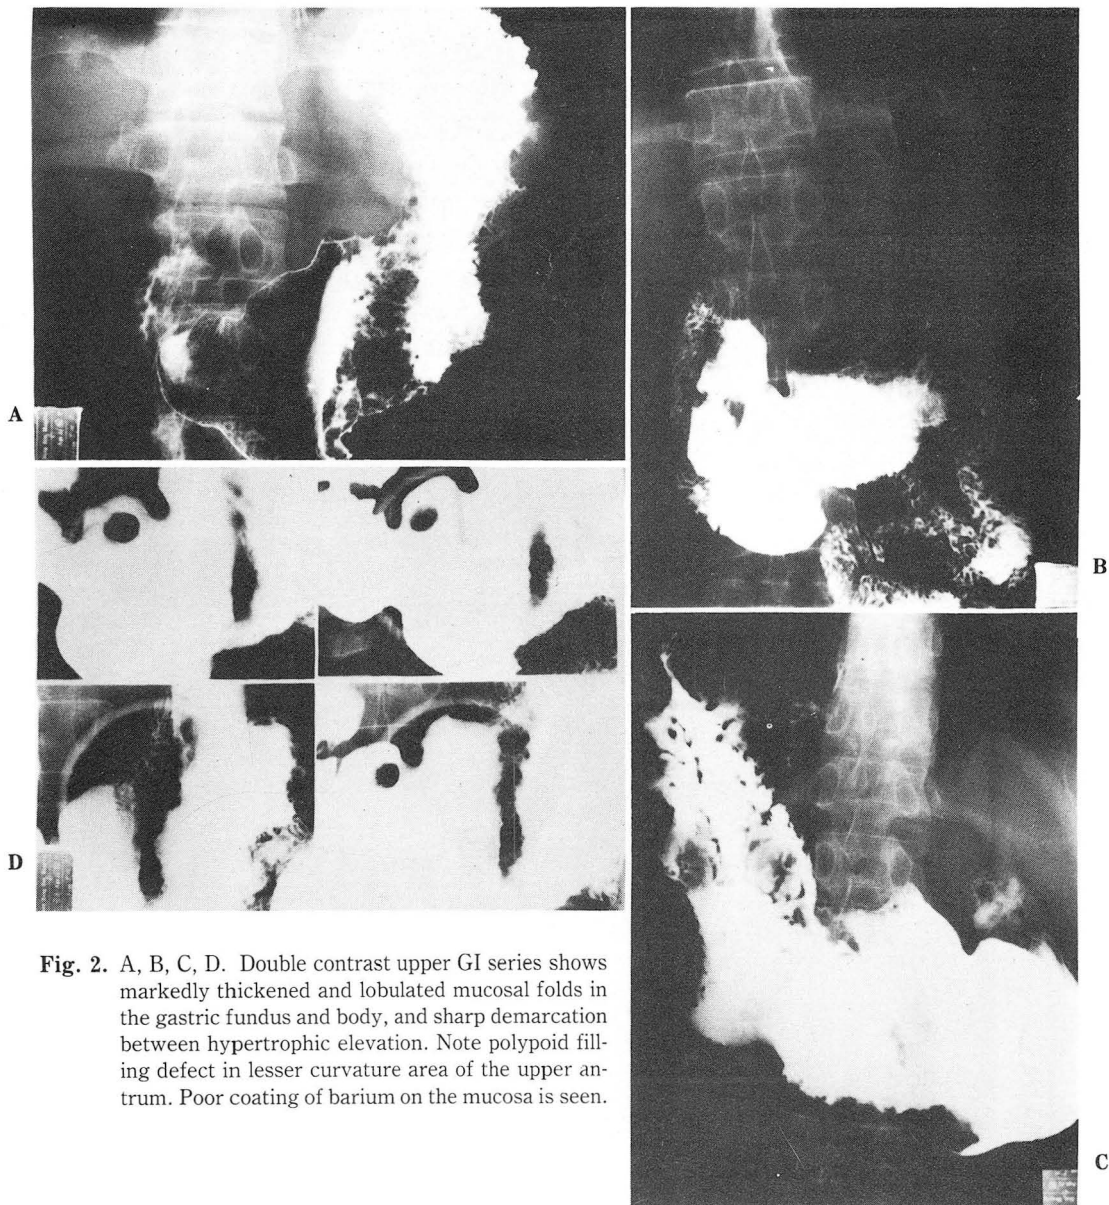 A
B
D
Fig. 2. A, B, C, D. Double contrast upper GI series shows
markedly thickened and lobulated mucosal folds in
the gastric fundus and body, and sharp demarcation
between hypertrophic elevation. Note polypoid fill-
ing defect in lesser curvature area of the upper an-
trum. Poor coating of barium on the mucosa is seen.
C